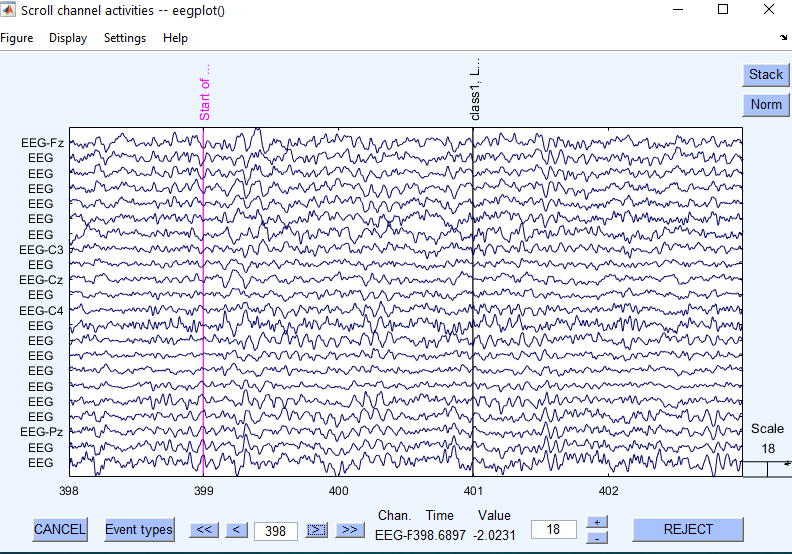 Scroll channel activities -- eegplot()
Figure Display Settings Help
Start of ...
class1, L...
Stack
Norm
EEG-Fz
EEG
EEG
EEG
EEG
EEG
EEG
EEG-C3
EEG
EEG-Cz
EEG
EEG-C4
EEG
EEG
EEG
EEG
EEG
EEG
EEG
EEG-Pz
EEG
EEG
Scale
18
398 399 400 401 402
Chan. Time Value
CANCEL Event types << < 398 > >> EEG-F398.6897 -2.0231 18 + - REJECT